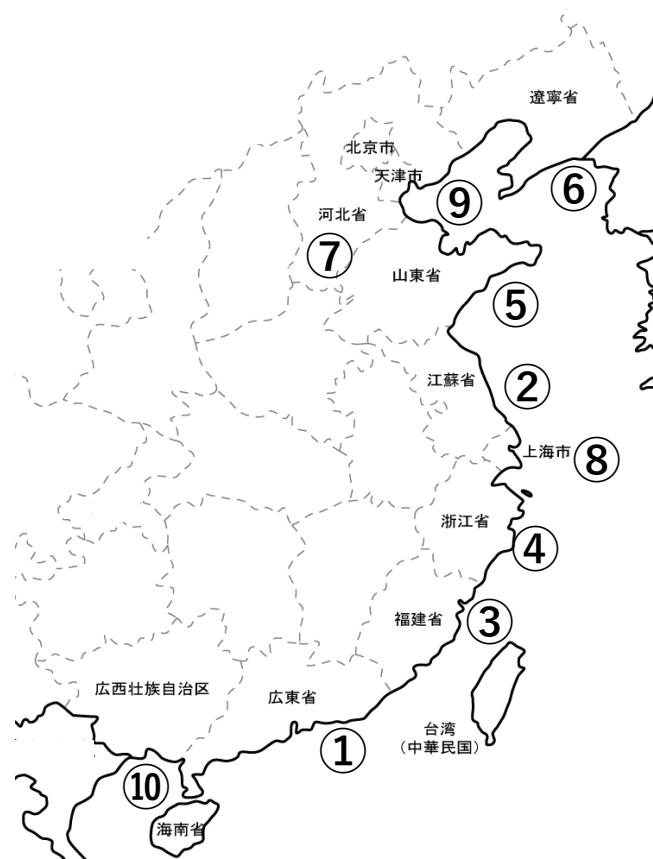 遼寧省
北京市
天津市
⑥
⑨
河北省
⑦
山東省
⑤
江蘇省
②
上海市
⑧
浙江省
④
福建省
③
広西壮族自治区
広東省
台湾
(中華民国)
①
⑩
海南省